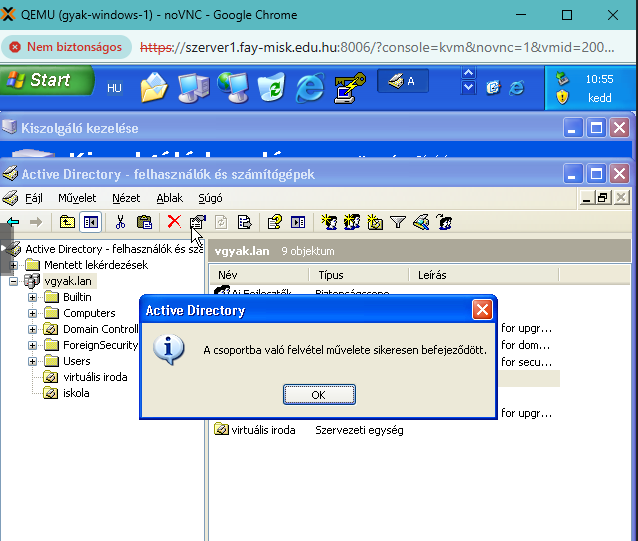 QEMU (gyak-windows-1) - noVNC - Google Chrome
Nem biztonságos
https://szerver1.fay-misk.edu.hu:8006/?console=kvm&novnc=1&vmid=200...
Start
HU
A
10:55
kedd
Kiszolgáló kezelése
Active Directory - felhasználók és számítógépek
Fájl Művelet Nézet Ablak Súgó
Active Directory - felhasználók és szá
Mentett lekérdezések
vgyak.lan
Builtin
Computers
Domain Controll
ForeignSecurity
Users
virtuális iroda
iskola
vgyak.lan 9 objektum
Név Típus Leírás
for upgr...
for dom...
for secu...
for upgr...
virtuális iroda Szervezeti egység
Active Directory
A csoportba való felvétel művelete sikeresen befejeződött.
OK